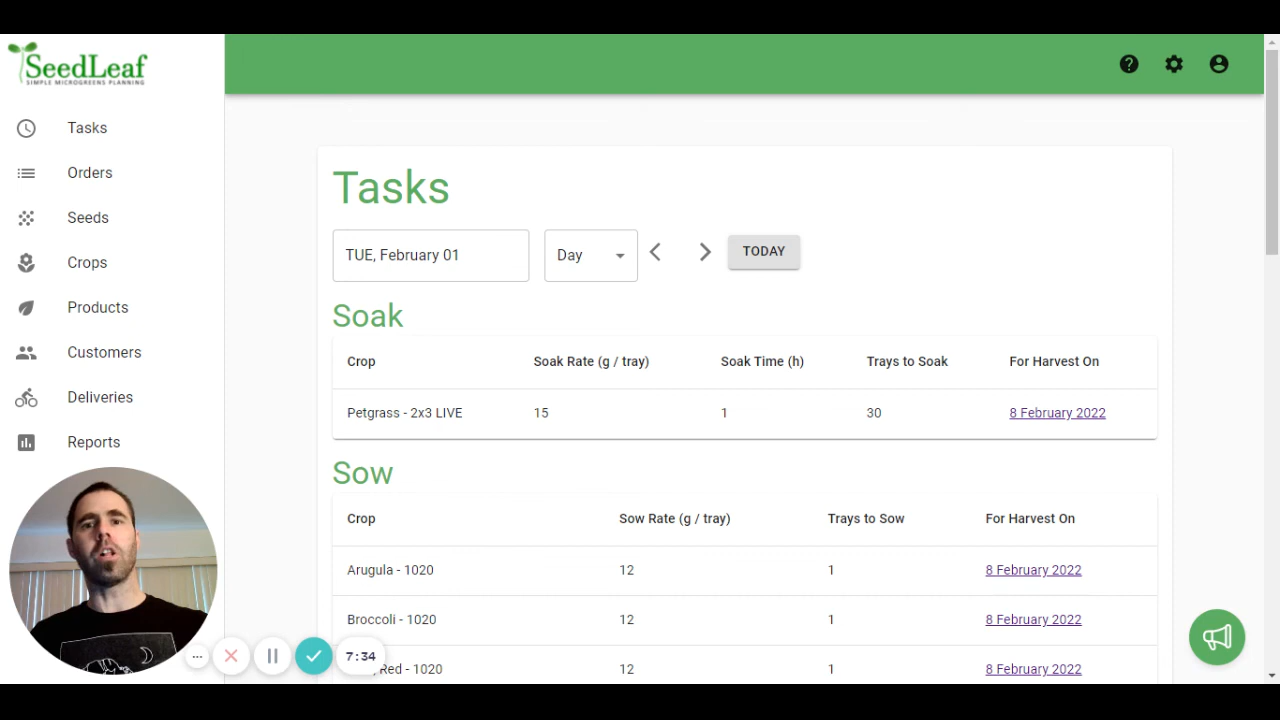 SeedLeaf
SIMPLE MICROGREENS PLANNING
Tasks
Orders
Seeds
Crops
Products
Customers
Deliveries
Reports
Tasks
TUE, February 01
Day
TODAY
Soak
Crop Soak Rate (g / tray) Soak Time (h) Trays to Soak For Harvest On
Petgrass - 2x3 LIVE 15 1 30 8 February 2022
Sow
Crop Sow Rate (g / tray) Trays to Sow For Harvest On
Arugula - 1020 12 1 8 February 2022
Broccoli - 1020 12 1 8 February 2022
Red - 1020 12 1 8 February 2022
7:34